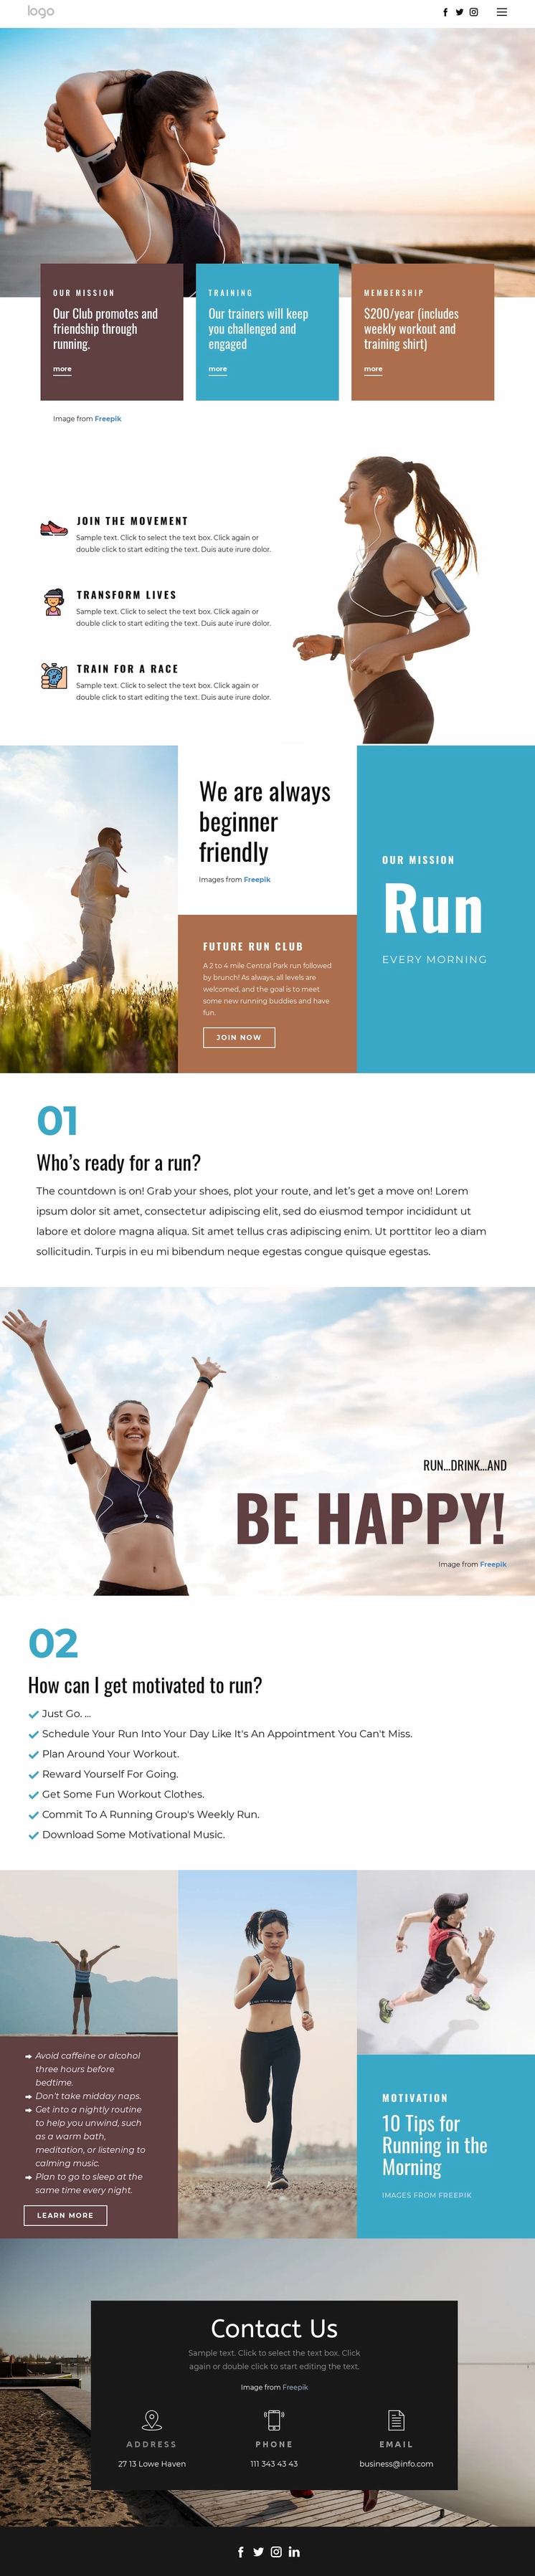 logo
OUR MISSION
Our Club promotes and
friendship through
running.
more
TRAINING
Our trainers will keep
you challenged and
engaged
more
MEMBERSHIP
$200/year (includes
weekly workout and
training shirt)
more
Image from Freepik
JOIN THE MOVEMENT
Sample text. Click to select the text box. Click again or
double click to start editing the text. Duis aute irure dolor.
TRANSFORM LIVES
Sample text. Click to select the text box. Click again or
double click to start editing the text. Duis aute irure dolor.
TRAIN FOR A RACE
Sample text. Click to select the text box. Click again or
double click to start editing the text. Duis aute irure dolor.
We are always
beginner
friendly
Images from Freepik
FUTURE RUN CLUB
A 2 to 4 mile Central Park run followed
by brunch! As always, all levels are
welcomed, and the goal is to meet
some new running buddies and have
fun.
JOIN NOW
OUR MISSION
Run
EVERY MORNING
01
Who's ready for a run?
The countdown is on! Grab your shoes, plot your route, and let's get a move on! Lorem
ipsum dolor sit amet, consectetur adipiscing elit, sed do eiusmod tempor incididunt ut
labore et dolore magna aliqua. Sit amet tellus cras adipiscing enim. Ut porttitor leo a diam
sollicitudin. Turpis in eu mi bibendum neque egestas congue quisque egestas.
RUN...DRINK...AND
BE HAPPY!
Image from Freepik
02
How can I get motivated to run?
Just Go. ...
Schedule Your Run Into Your Day Like It's An Appointment You Can't Miss.
Plan Around Your Workout.
Reward Yourself For Going.
Get Some Fun Workout Clothes.
Commit To A Running Group's Weekly Run.
Download Some Motivational Music.
Avoid caffeine or alcohol
three hours before
bedtime.
Don't take midday naps.
Get into a nightly routine
to help you unwind, such
as a warm bath,
meditation, or listening to
calming music.
Plan to go to sleep at the
same time every night.
LEARN MORE
MOTIVATION
10 Tips for
Running in the
Morning
IMAGES FROM FREEPIK
Contact Us
Sample text. Click to select the text box. Click
again or double click to start editing the text.
Image from Freepik
ADDRESS
27 13 Lowe Haven
PHONE
111 343 43 43
EMAIL
business@info.com